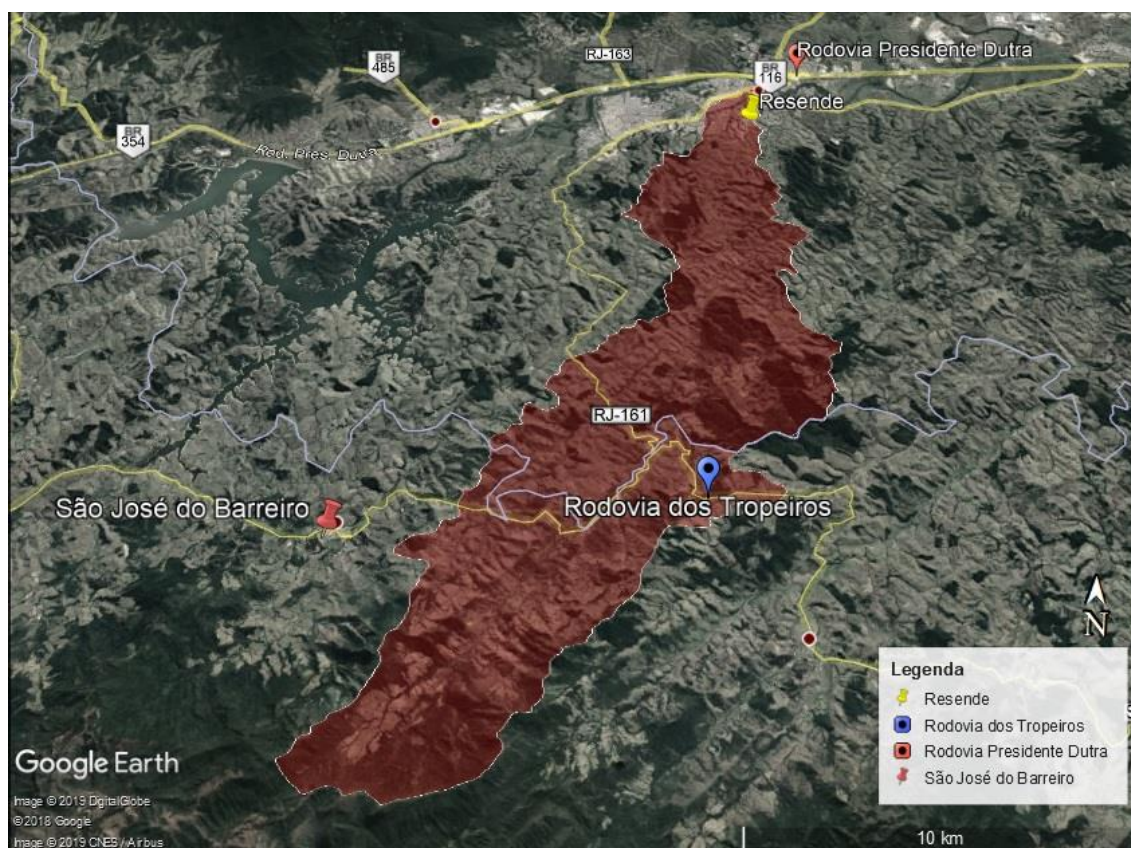 RJ-163
Rodovia Presidente Dutra
BR
485
BR
116
Resende
BR
354
Rod. Pres. Dutra
RJ-161
São José do Barreiro
Rodovia dos Tropeiros
N
Legenda
Resende
Rodovia dos Tropeiros
Rodovia Presidente Dutra
São José do Barreiro
S
Google Earth
Image © 2019 DigitalGlobe
© 2018 Google
Image © 2019 CNES / Airbus
10 km